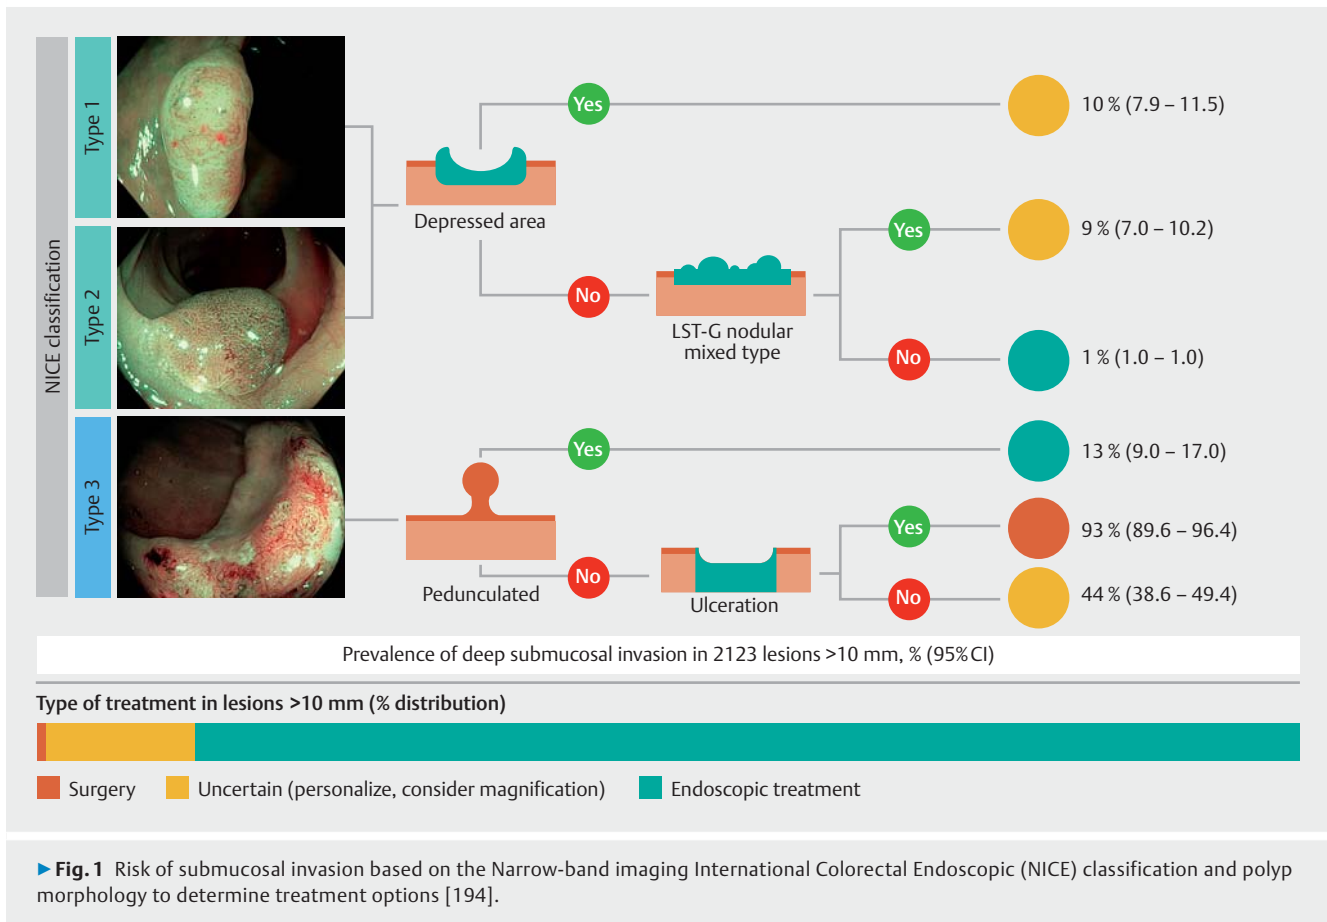 NICE classification
Type 1
Type 2
Type 3
Yes
10 % (7.9 – 11.5)
Depressed area
Yes
9 % (7.0 – 10.2)
No
LST-G nodular
mixed type
No
1 % (1.0 – 1.0)
Yes
13 % (9.0 – 17.0)
Yes
93 % (89.6 – 96.4)
Pedunculated
No
Ulceration
No
44 % (38.6 – 49.4)
Prevalence of deep submucosal invasion in 2123 lesions >10 mm, % (95% CI)
Type of treatment in lesions >10 mm (% distribution)
Surgery
Uncertain (personalize, consider magnification)
Endoscopic treatment
▶ Fig. 1 Risk of submucosal invasion based on the Narrow-band imaging International Colorectal Endoscopic (NICE) classification and polyp
morphology to determine treatment options [194].